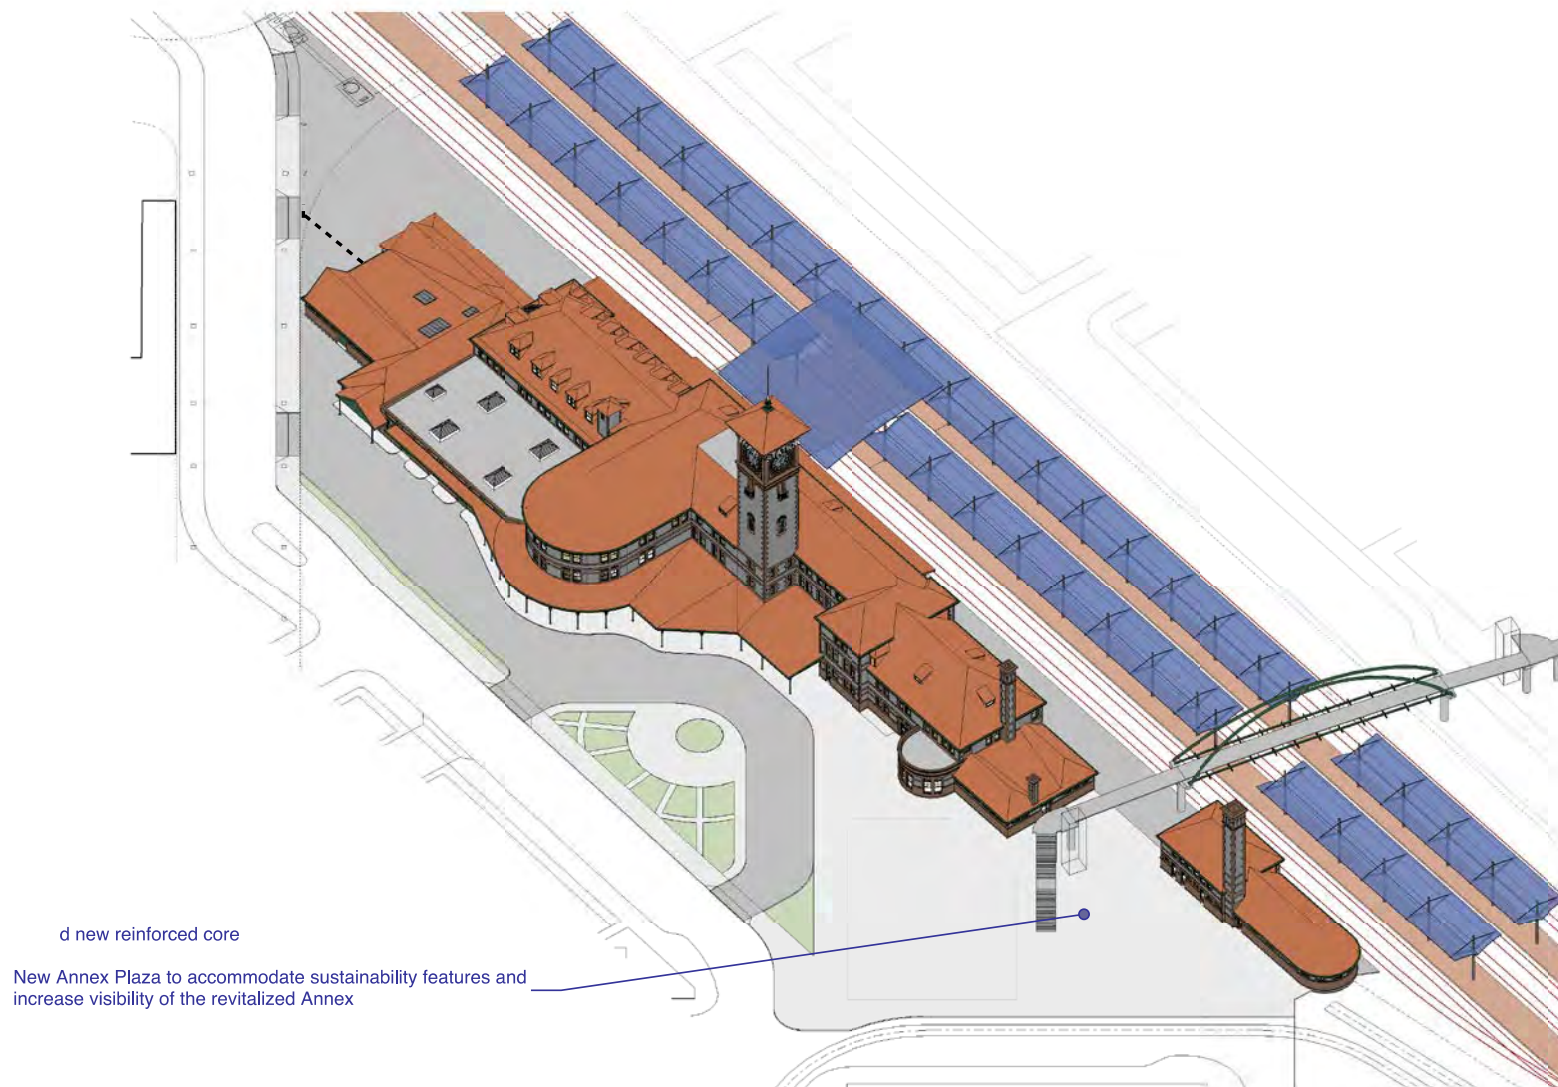 d new reinforced core
New Annex Plaza to accommodate sustainability features and
increase visibility of the revitalized Annex